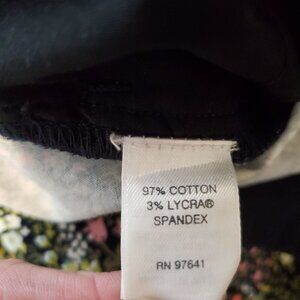 97% COTTON
3% LYCRA®
SPANDEX
RN 97641